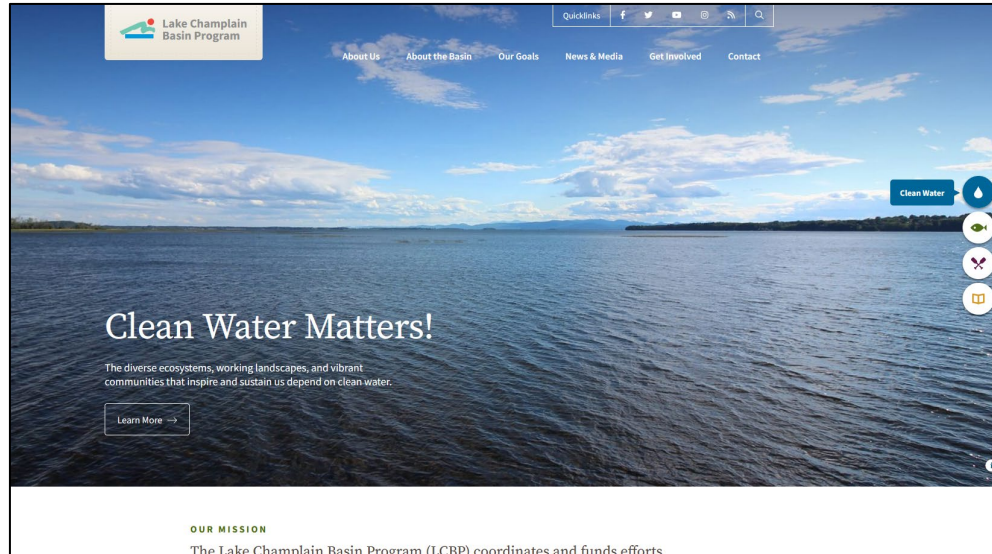 Lake Champlain
Basin Program
Quicklinks
About Us
About the Basin
Our Goals
News & Media
Get Involved
Contact
Clean Water
Clean Water Matters!
The diverse ecosystems, working landscapes, and vibrant
communities that inspire and sustain us depend on clean water.
Learn More →
OUR MISSION
The Lake Champlain Basin Program (LCBP) coordinates and funds efforts